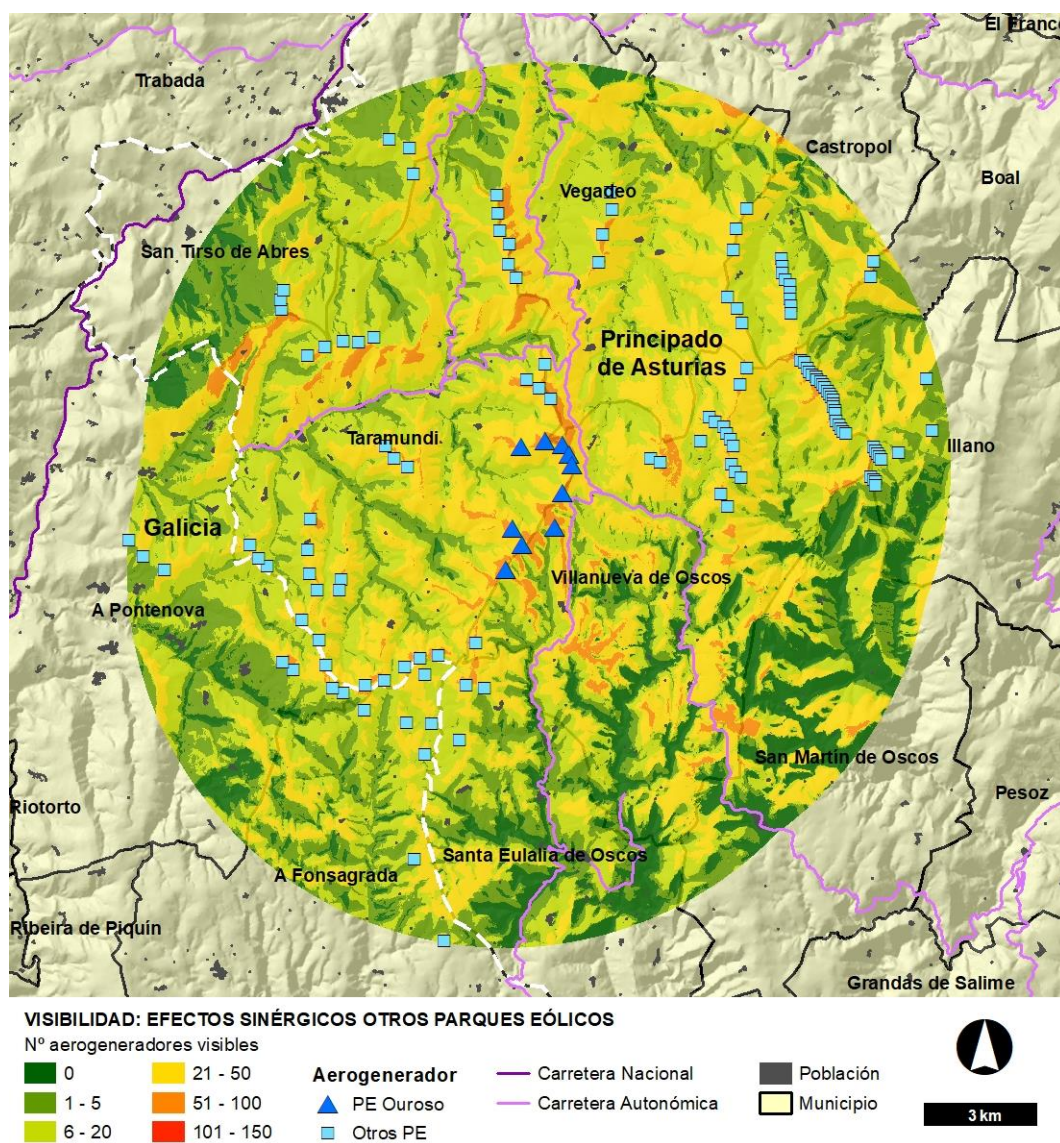 El Franco
Trabada
Castropol
Boal
Vegadeo
San Tirso de Abres
Principado
de Asturias
Taramundi
Illano
Galicia
Villanueva de Oscos
A Pontenova
San Martín de Oscos
Pesoz
Riotorto
Santa Eulalia de Oscos
A Fonsagrada
Ribeira de Piquín
Grandas de Salime
VISIBILIDAD: EFECTOS SINÉRGICOS OTROS PARQUES EÓLICOS
Nº aerogeneradores visibles
0
1 - 5
6 - 20
21 - 50
51 - 100
101 - 150
Aerogenerador
PE Ouroso
Otros PE
Carretera Nacional
Carretera Autonómica
Población
Municipio
3 km